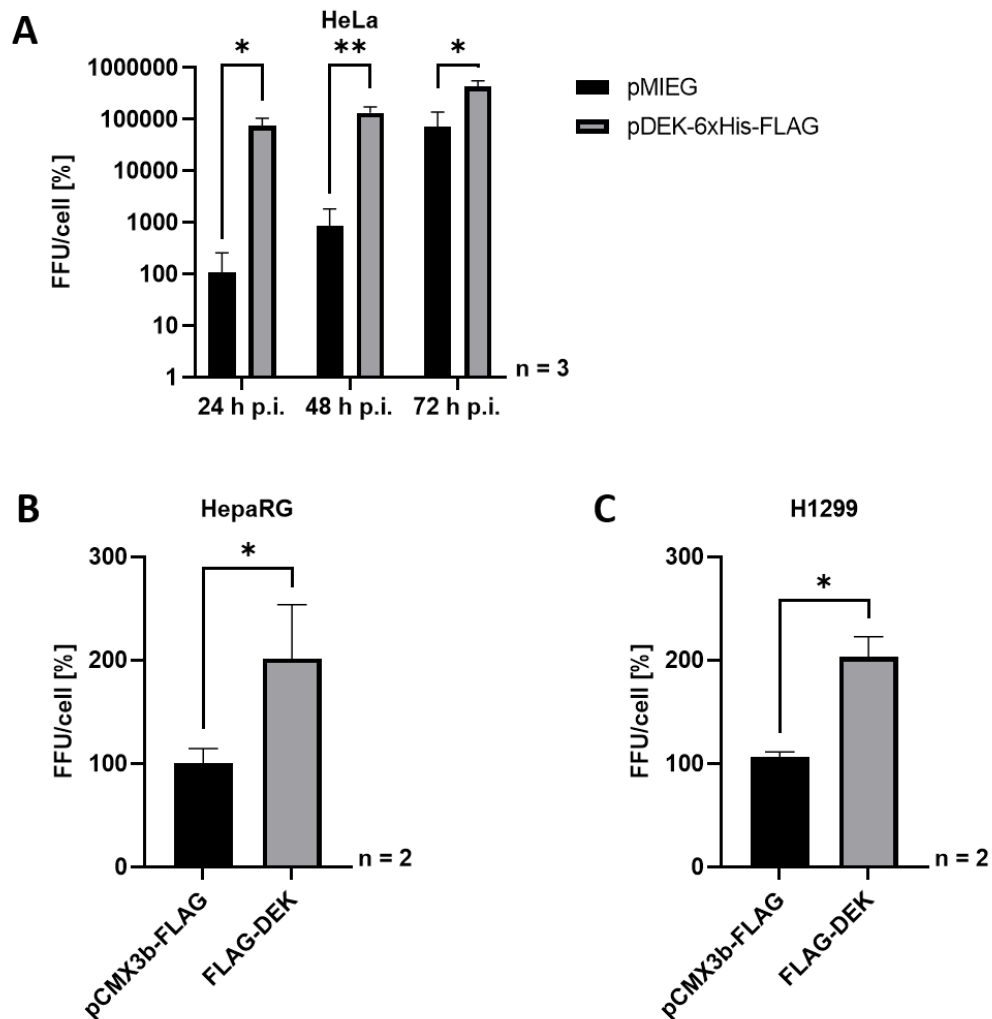 A
HeLa
* ** *
FFU/cell [%]
1000000
100000
10000
1000
100
10
1
24 h p.i. 48 h p.i. 72 h p.i.
n = 3
pMIEG
pDEK-6xHis-FLAG
B
HepaRG
*
FFU/cell [%]
300
200
100
0
n = 2
pCMX3b-FLAG
FLAG-DEK
C
H1299
*
FFU/cell [%]
300
200
100
0
n = 2
pCMX3b-FLAG
FLAG-DEK